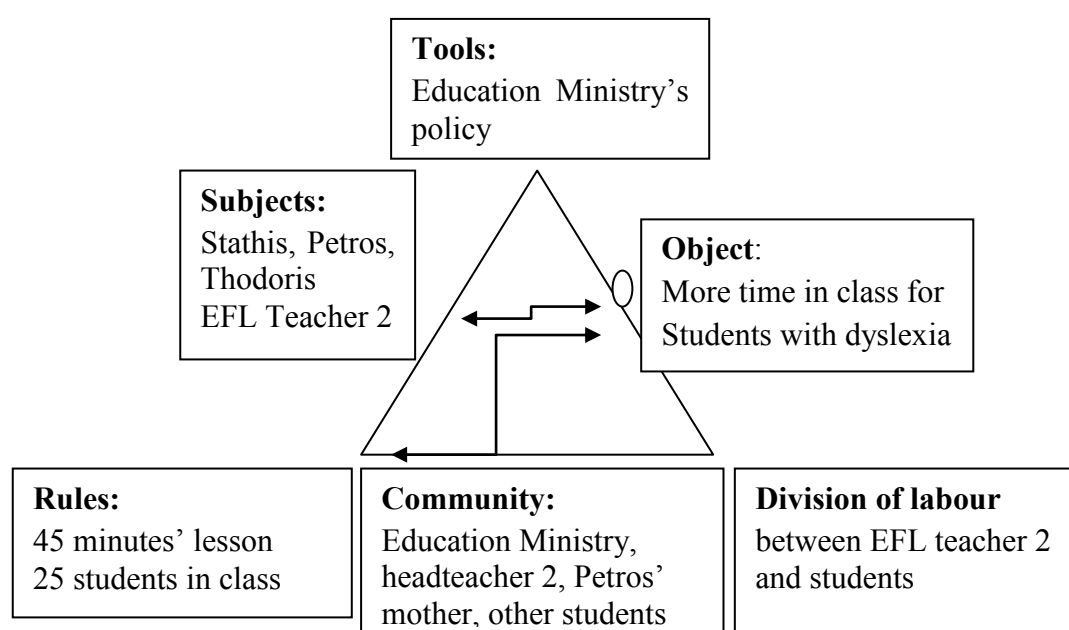 Tools:
Education Ministry’s
policy
Subjects:
Stathis, Petros,
Thodoris
EFL Teacher 2
Object:
More time in class for
Students with dyslexia
Rules:
45 minutes’ lesson
25 students in class
Community:
Education Ministry,
headteacher 2, Petros’
mother, other students
Division of labour
between EFL teacher 2
and students